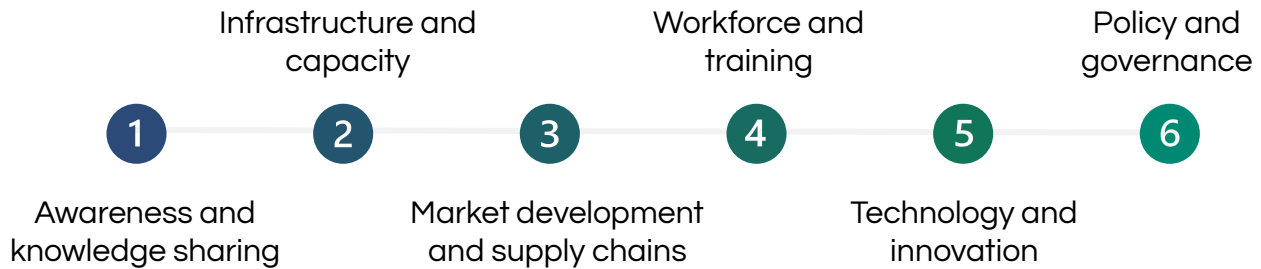 Infrastructure and
capacity
Workforce and
training
Policy and
governance
1
2
3
4
5
6
Awareness and
knowledge sharing
Market development
and supply chains
Technology and
innovation